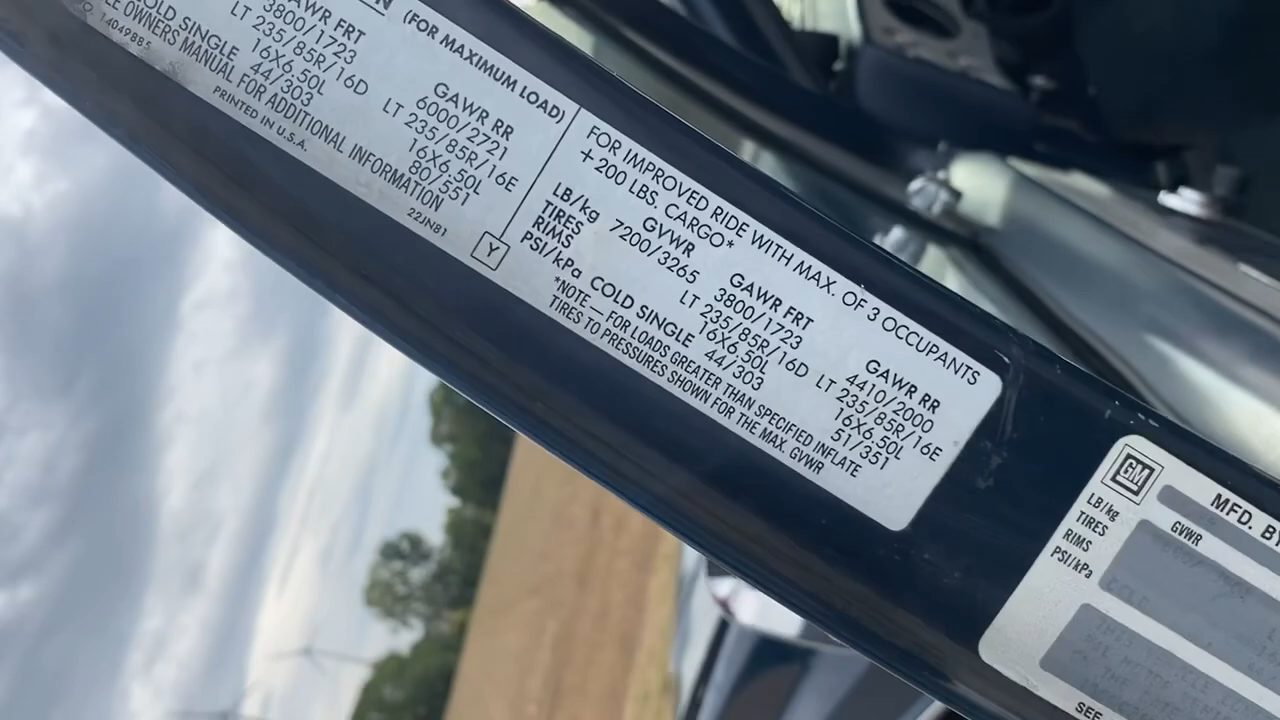 (FOR MAXIMUM LOAD)
GAWR FRT GAWR RR
3800/1723 6000/2721
LT 235/85R/16D LT 235/85R/16E
16X6.50L 16X6.50L
COLD SINGLE 44/303 80/551
OWNERS MANUAL FOR ADDITIONAL INFORMATION
1049885 PRINTED IN U.S.A. 22JN81
Y
FOR IMPROVED RIDE WITH MAX. OF 3 OCCUPANTS
+200 LBS. CARGO*
GVWR GAWR FRT GAWR RR
LB/kg 7200/3265 3800/1723 4410/2000
TIRES LT 235/85R/16D LT 235/85R/16E
RIMS 16X6.50L 16X6.50L
PSI/kPa COLD SINGLE 44/303 51/351
*NOTE—FOR LOADS GREATER THAN SPECIFIED INFLATE
TIRES TO PRESSURES SHOWN FOR THE MAX. GVWR
GM MFD. BY
GVWR
LB/kg
TIRES
RIMS
PSI/kPa
SEE